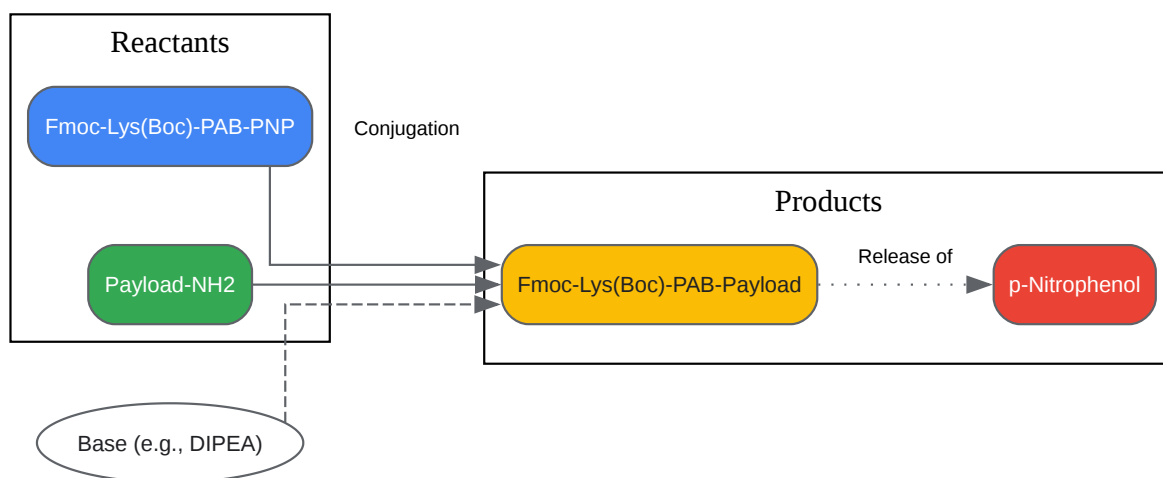 Reactants
Fmoc-Lys(Boc)-PAB-PNP
Conjugation
Products
Payload-NH2
Fmoc-Lys(Boc)-PAB-Payload
Release of
p-Nitrophenol
Base (e.g., DIPEA)